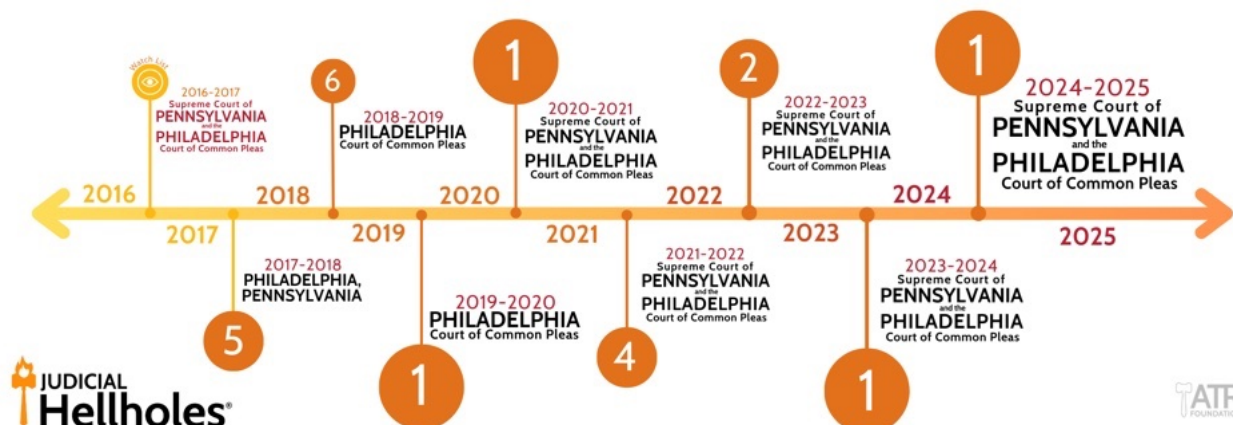 Watch List
2016-2017
Supreme Court of
PENNSYLVANIA
and the
PHILADELPHIA
Court of Common Pleas
6
2018-2019
PHILADELPHIA
Court of Common Pleas
1
2020-2021
Supreme Court of
PENNSYLVANIA
and the
PHILADELPHIA
Court of Common Pleas
2
2022-2023
Supreme Court of
PENNSYLVANIA
and the
PHILADELPHIA
Court of Common Pleas
1
2024-2025
Supreme Court of
PENNSYLVANIA
and the
PHILADELPHIA
Court of Common Pleas
2016
2018
2020
2022
2024
2017
2019
2021
2023
2025
2017-2018
PHILADELPHIA,
PENNSYLVANIA
5
2019-2020
PHILADELPHIA
Court of Common Pleas
1
2021-2022
Supreme Court of
PENNSYLVANIA
and the
PHILADELPHIA
Court of Common Pleas
4
2023-2024
Supreme Court of
PENNSYLVANIA
and the
PHILADELPHIA
Court of Common Pleas
1
JUDICIAL
Hellholes®